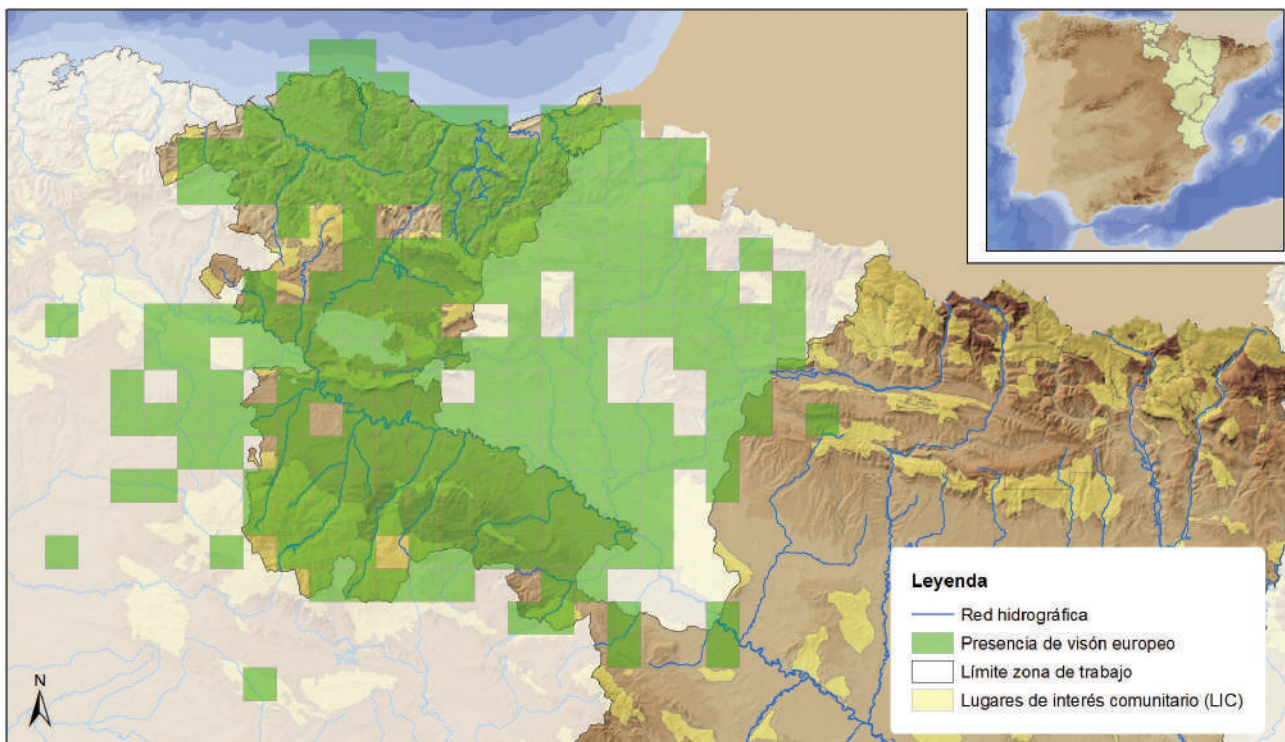 N
Leyenda
Red hidrográfica
Presencia de visón europeo
Límite zona de trabajo
Lugares de interés comunitario (LIC)